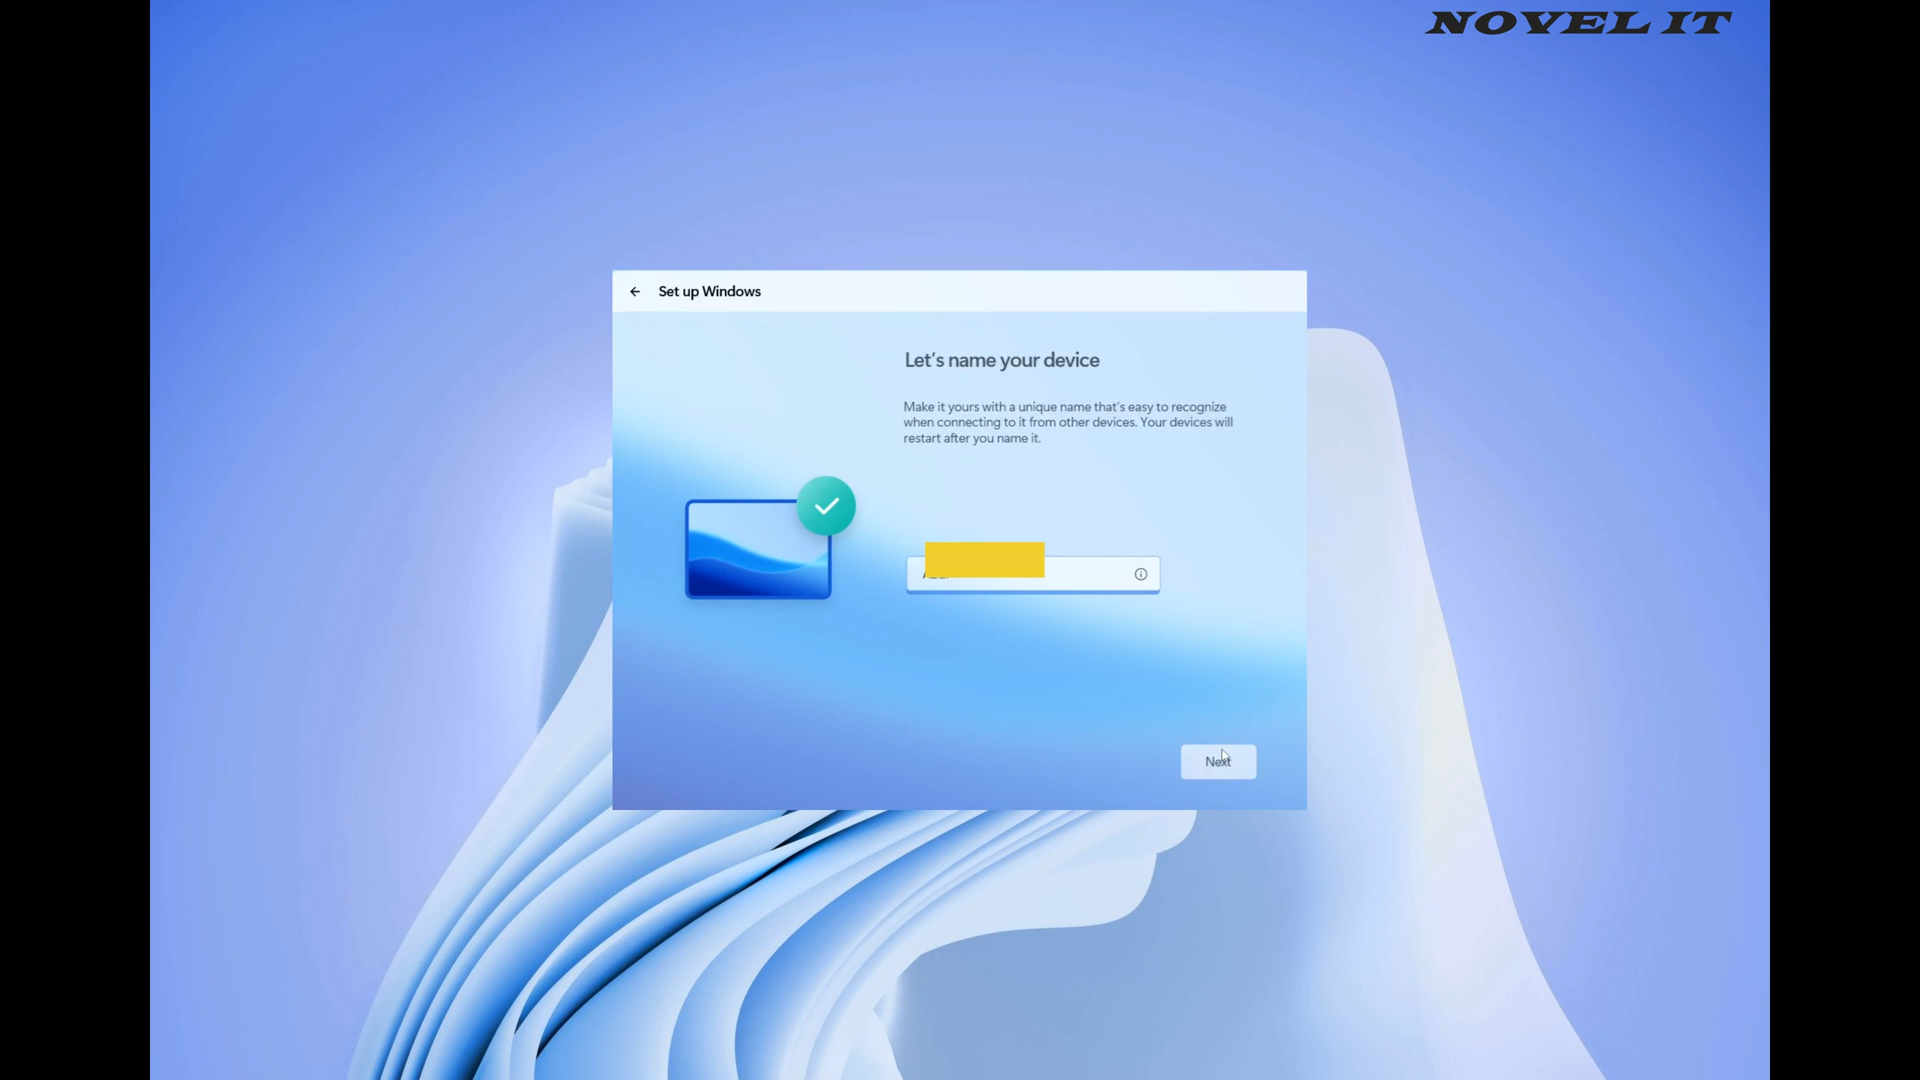 NOVEL IT
Set up Windows
Let's name your device
Make it yours with a unique name that's easy to recognize
when connecting to it from other devices. Your devices will
restart after you name it.
Next